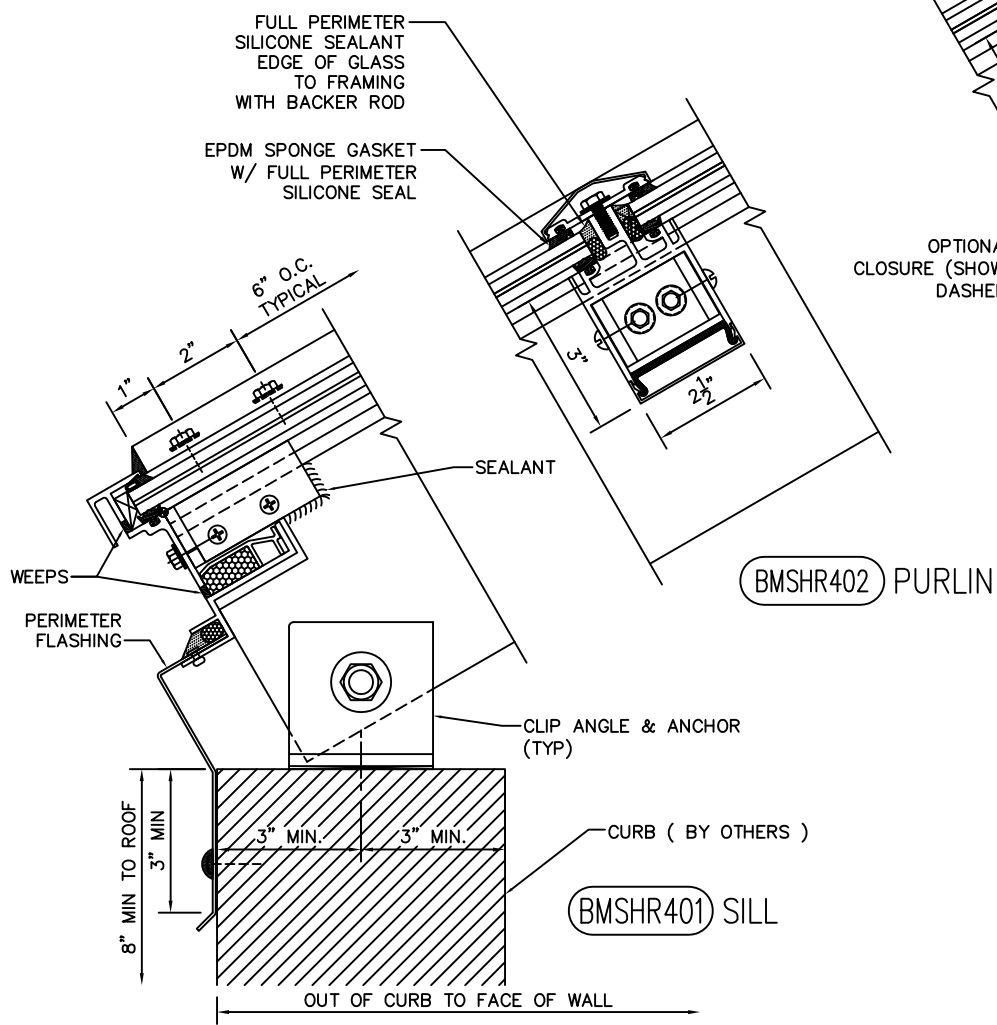 FULL PERIMETER
SILICONE SEALANT
EDGE OF GLASS
TO FRAMING
WITH BACKER ROD
EPDM SPONGE GASKET
W/ FULL PERIMETER
SILICONE SEAL
OPTIONA
CLOSURE (SHOW
DASHE
6" O.C.
TYPICAL
2"
1"
3"
2 1/2"
SEALANT
WEEPS
BMSHR402 PURLIN
PERIMETER
FLASHING
CLIP ANGLE & ANCHOR
(TYP)
8" MIN TO ROOF
3" MIN
3" MIN.
3" MIN.
CURB ( BY OTHERS )
BMSHR401 SILL
OUT OF CURB TO FACE OF WALL